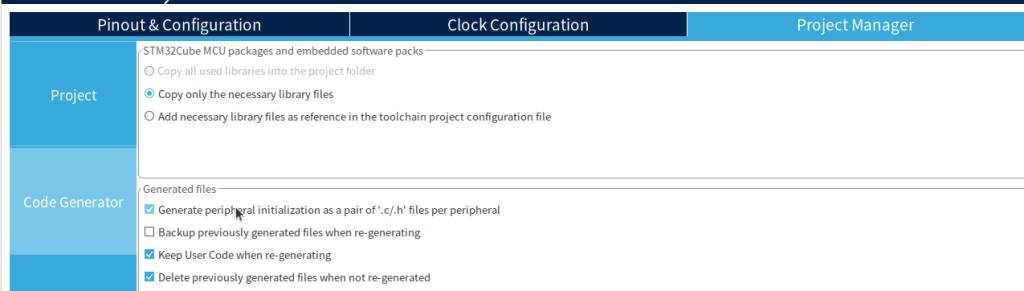 Pinout & Configuration
Clock Configuration
Project Manager
Project
Code Generator
STM32Cube MCU packages and embedded software packs
Copy all used libraries into the project folder
Copy only the necessary library files
Add necessary library files as reference in the toolchain project configuration file
Generated files
Generate peripheral initialization as a pair of '.c/.h' files per peripheral
Backup previously generated files when re-generating
Keep User Code when re-generating
Delete previously generated files when not re-generated